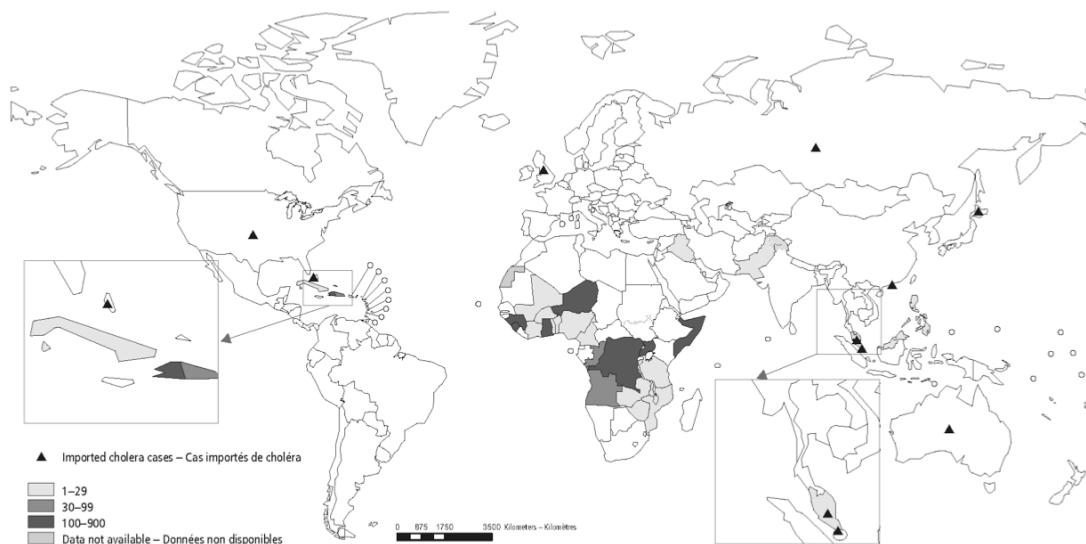 Imported cholera cases – Cas importés de choléra
1–29
30–99
100–900
Data not available – Données non disponibles
0 875 1750 3500 Kilometers – Kilomètres